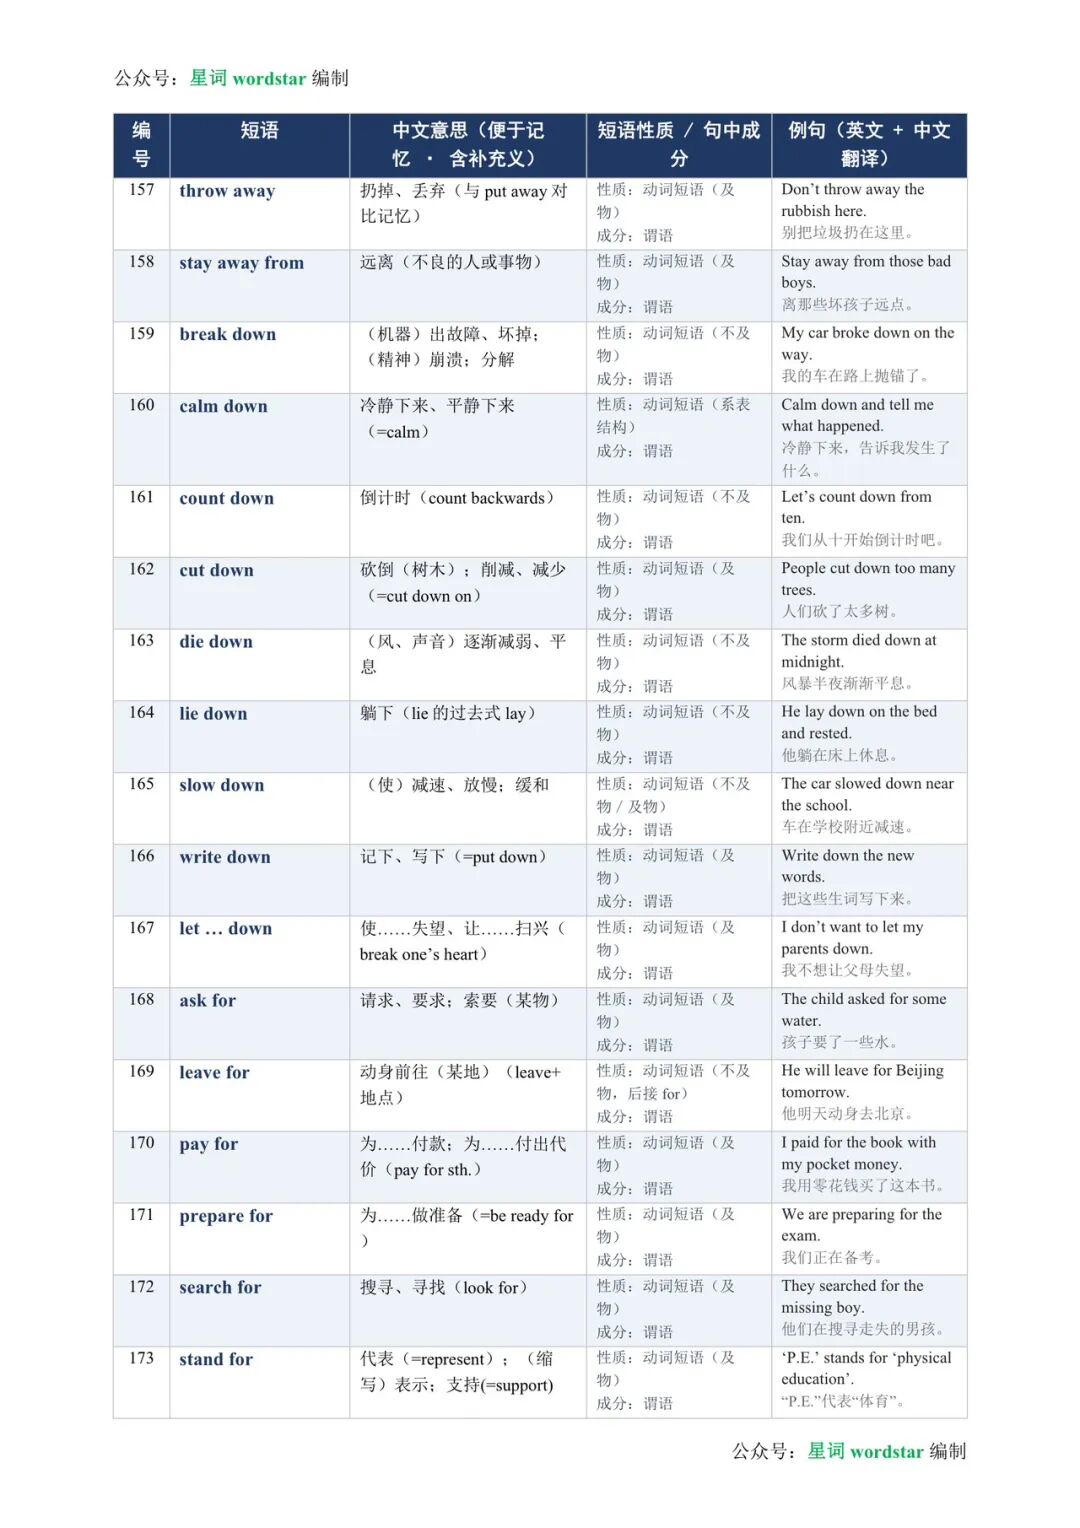 公众号：星词 wordstar 编制
编
号
短语
中文意思（便于记
忆 · 含补充义）
短语性质 / 句中成
分
例句（英文 + 中文
翻译）
157
throw away
扔掉、丢弃（与 put away 对
比记忆）
性质：动词短语（及
物）
成分：谓语
Don’t throw away the
rubbish here.
别把垃圾扔在这里。
158
stay away from
远离（不良的人或事物）
性质：动词短语（及
物）
成分：谓语
Stay away from those bad
boys.
离那些坏孩子远点。
159
break down
（机器）出故障、坏掉；
（精神）崩溃；分解
性质：动词短语（不及
物）
成分：谓语
My car broke down on the
way.
我的车在路上抛锚了。
160
calm down
冷静下来、平静下来
（=calm）
性质：动词短语（系表
结构）
成分：谓语
Calm down and tell me
what happened.
冷静下来，告诉我发生了
什么。
161
count down
倒计时（count backwards）
性质：动词短语（不及
物）
成分：谓语
Let’s count down from
ten.
我们从十开始倒计时吧。
162
cut down
砍倒（树木）；削减、减少
（=cut down on）
性质：动词短语（及
物）
成分：谓语
People cut down too many
trees.
人们砍了太多树。
163
die down
（风、声音）逐渐减弱、平
息
性质：动词短语（不及
物）
成分：谓语
The storm died down at
midnight.
风暴半夜渐渐平息。
164
lie down
躺下（lie 的过去式 lay）
性质：动词短语（不及
物）
成分：谓语
He lay down on the bed
and rested.
他躺在床上休息。
165
slow down
（使）减速、放慢；缓和
性质：动词短语（不及
物 / 及物）
成分：谓语
The car slowed down near
the school.
车在学校附近减速。
166
write down
记下、写下（=put down）
性质：动词短语（及
物）
成分：谓语
Write down the new
words.
把这些生词写下来。
167
let … down
使……失望、让……扫兴（
break one’s heart）
性质：动词短语（及
物）
成分：谓语
I don’t want to let my
parents down.
我不想让父母失望。
168
ask for
请求、要求；索要（某物）
性质：动词短语（及
物）
成分：谓语
The child asked for some
water.
孩子要了一些水。
169
leave for
动身前往（某地）（leave+
地点）
性质：动词短语（不及
物，后接 for）
成分：谓语
He will leave for Beijing
tomorrow.
他明天动身去北京。
170
pay for
为……付款；为……付出代
价（pay for sth.）
性质：动词短语（及
物）
成分：谓语
I paid for the book with
my pocket money.
我用零花钱买了这本书。
171
prepare for
为……做准备（=be ready for
）
性质：动词短语（及
物）
成分：谓语
We are preparing for the
exam.
我们正在备考。
172
search for
搜寻、寻找（look for）
性质：动词短语（及
物）
成分：谓语
They searched for the
missing boy.
他们在搜寻走失的男孩。
173
stand for
代表（=represent）；（缩
写）表示；支持(=support)
性质：动词短语（及
物）
成分：谓语
‘P.E.’ stands for ‘physical
education’.
“P.E.”代表“体育”。
公众号：星词 wordstar 编制